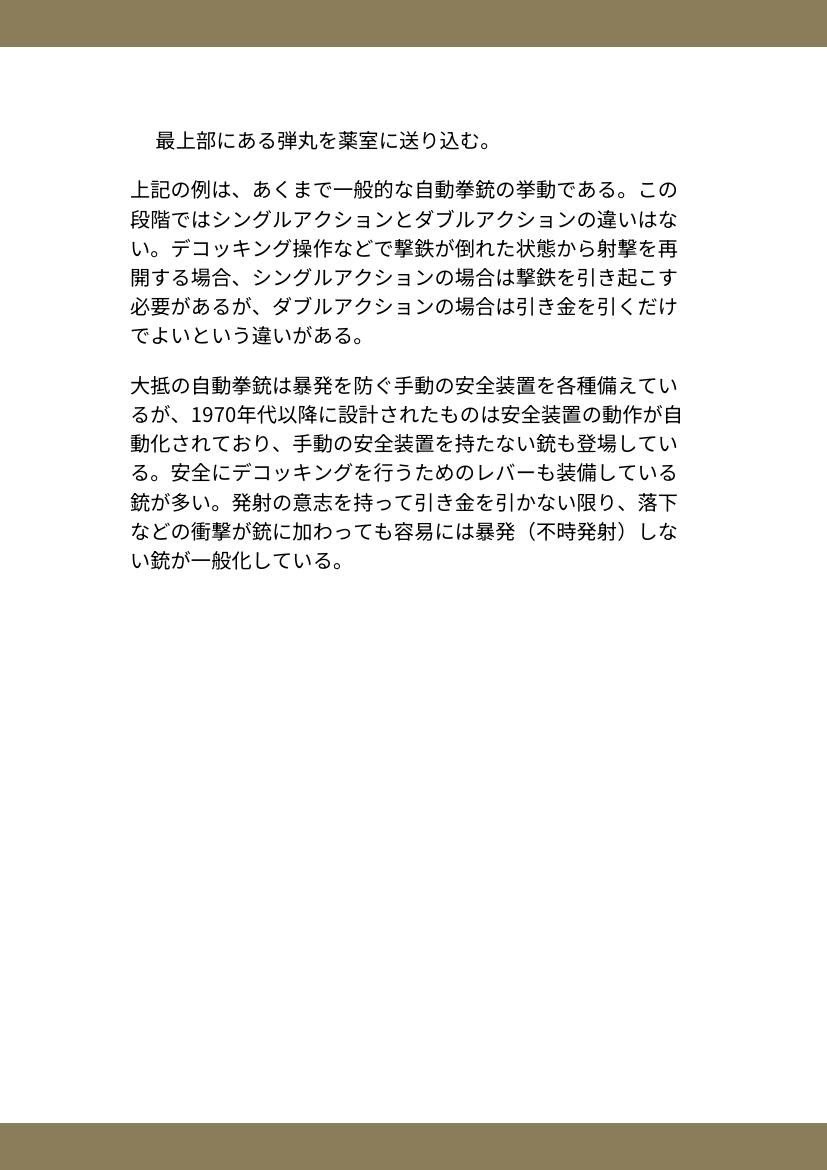 最上部にある弾丸を薬室に送り込む。
上記の例は、あくまで一般的な自動拳銃の挙動である。この
段階ではシングルアクションとダブルアクションの違いはな
い。デコッキング操作などで撃鉄が倒れた状態から射撃を再
開する場合、シングルアクションの場合は撃鉄を引き起こす
必要があるが、ダブルアクションの場合は引き金を引くだけ
でよいという違いがある。
大抵の自動拳銃は暴発を防ぐ手動の安全装置を各種備えてい
るが、1970年代以降に設計されたものは安全装置の動作が自
動化されており、手動の安全装置を持たない銃も登場してい
る。安全にデコッキングを行うためのレバーも装備している
銃が多い。発射の意志を持って引き金を引かない限り、落下
などの衝撃が銃に加わっても容易には暴発（不時発射）しな
い銃が一般化している。